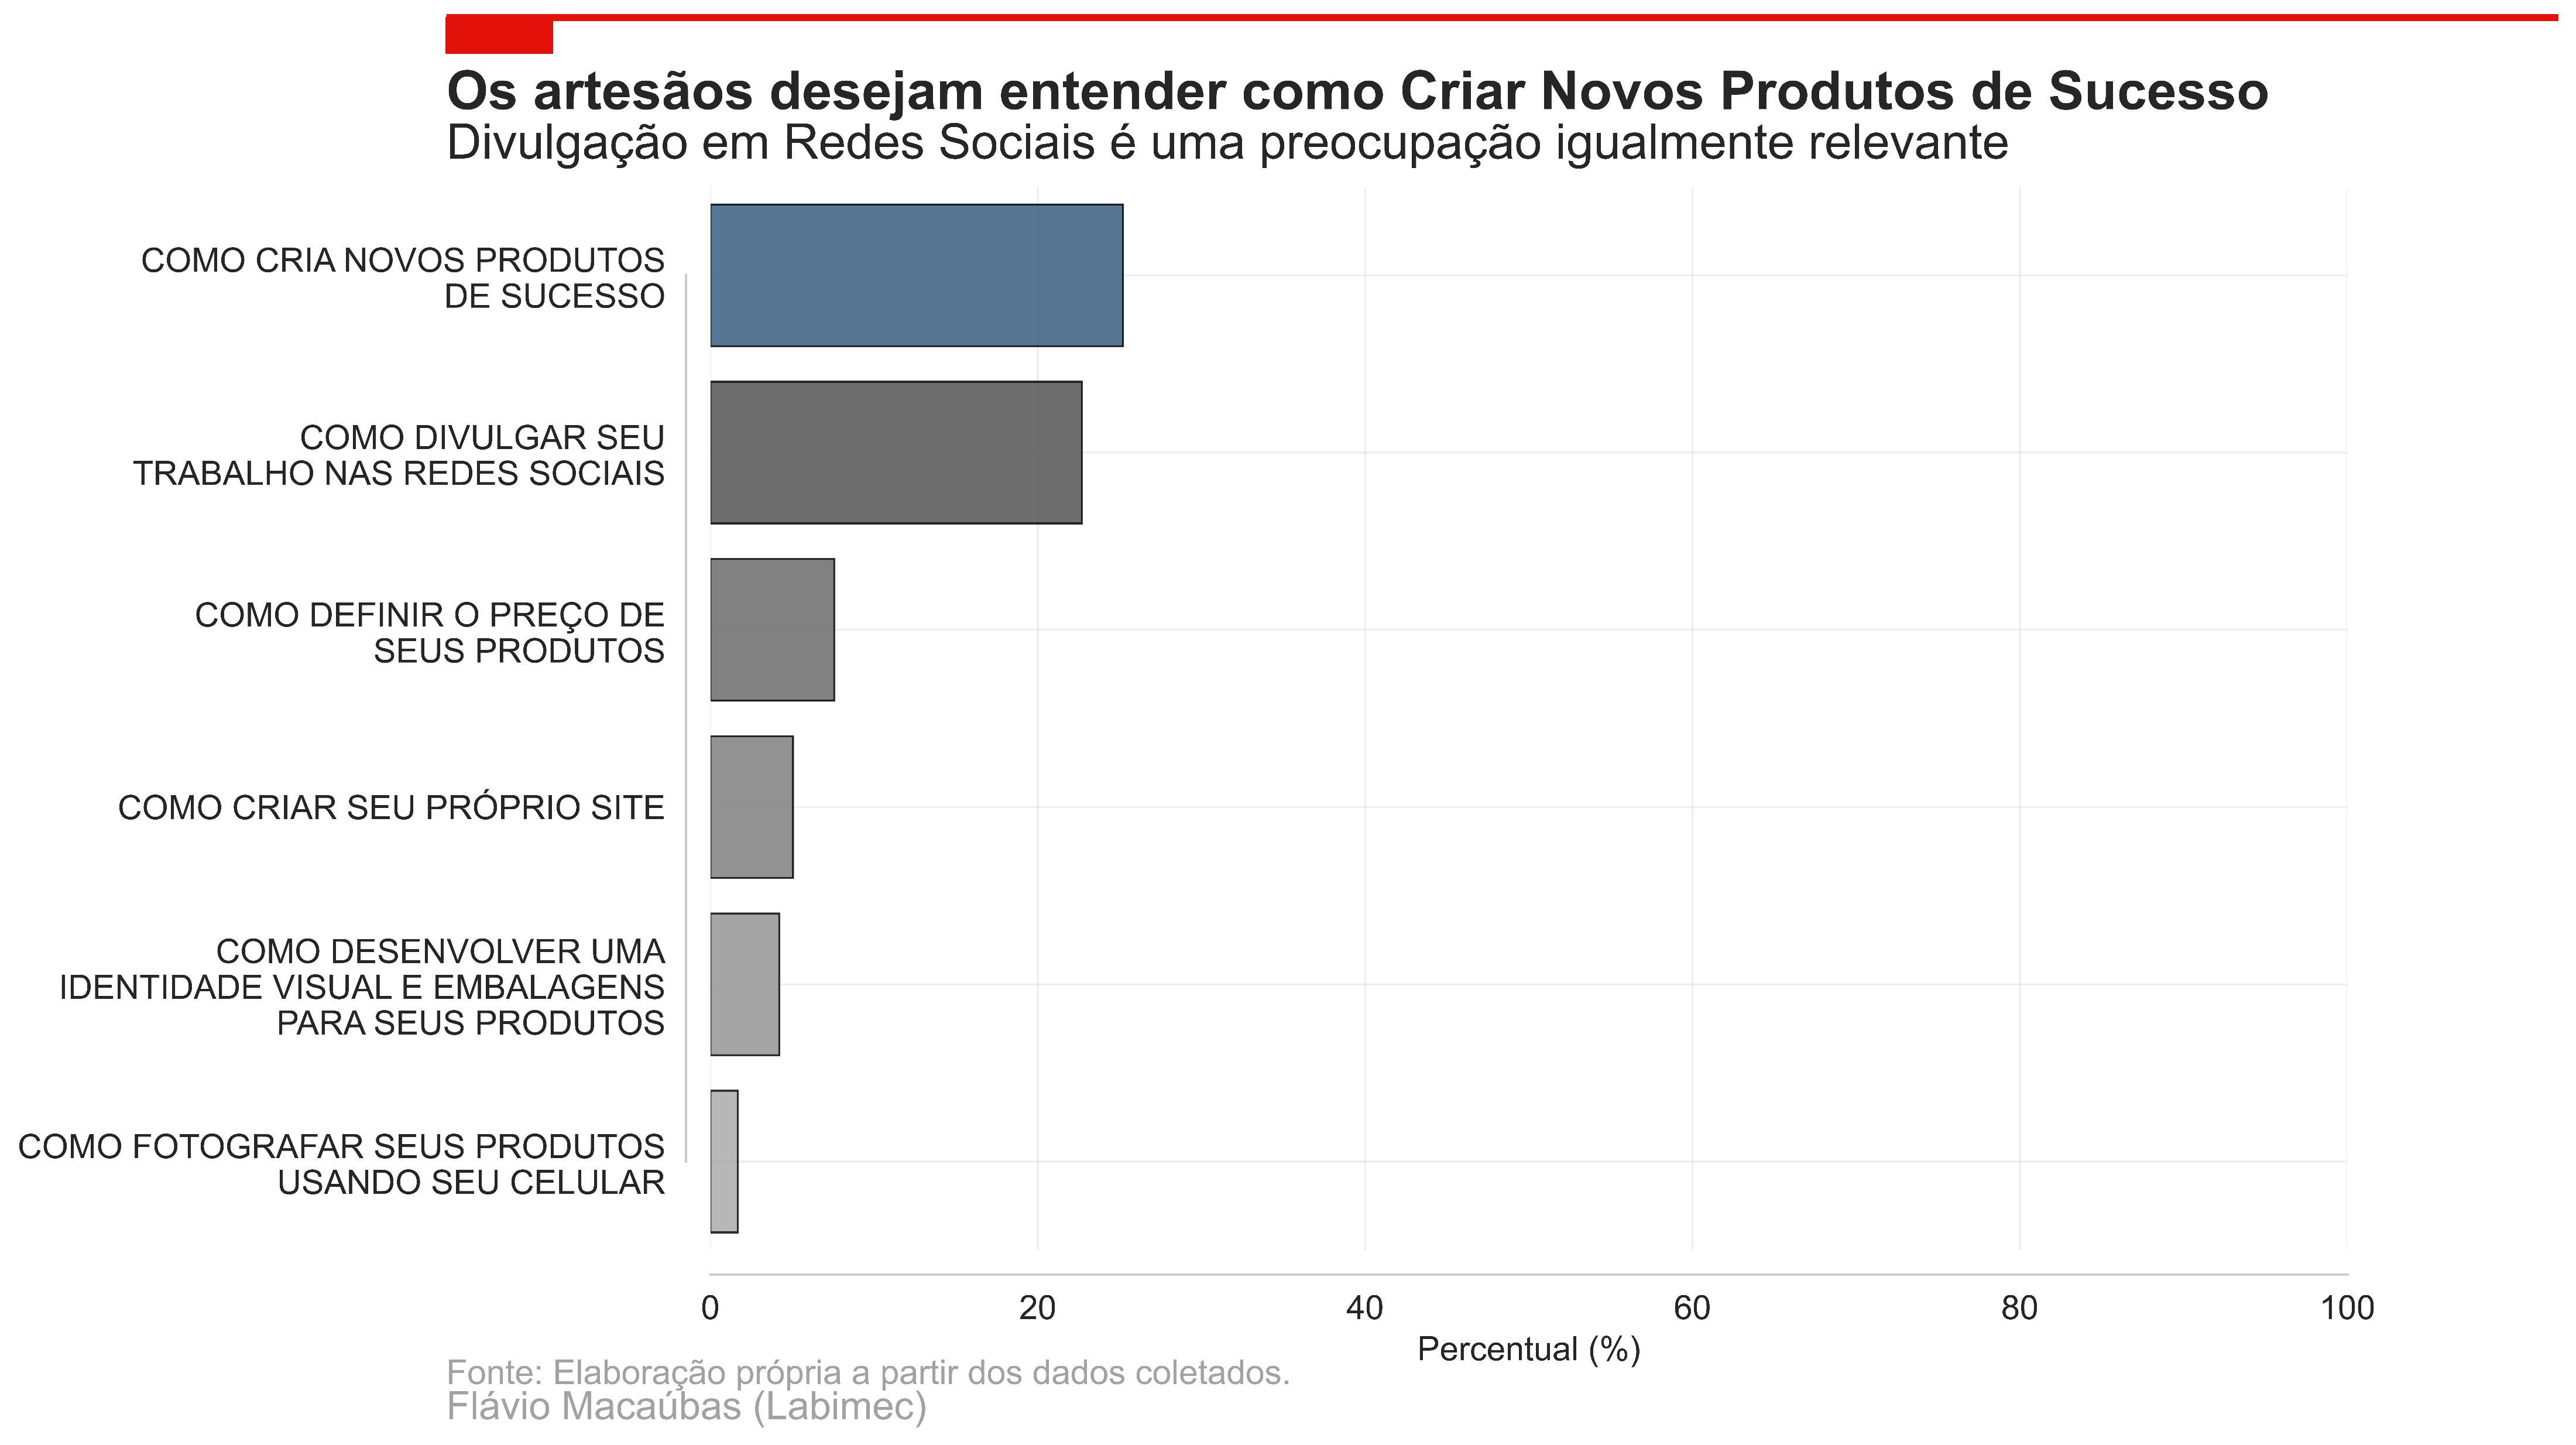 Os artesãos desejam entender como Criar Novos Produtos de Sucesso
Divulgação em Redes Sociais é uma preocupação igualmente relevante
COMO CRIA NOVOS PRODUTOS
DE SUCESSO
COMO DIVULGAR SEU
TRABALHO NAS REDES SOCIAIS
COMO DEFINIR O PREÇO DE
SEUS PRODUTOS
COMO CRIAR SEU PRÓPRIO SITE
COMO DESENVOLVER UMA
IDENTIDADE VISUAL E EMBALAGENS
PARA SEUS PRODUTOS
COMO FOTOGRAFAR SEUS PRODUTOS
USANDO SEU CELULAR
0 20 40 60 80 100
Percentual (%)
Fonte: Elaboração própria a partir dos dados coletados.
Flávio Macaúbas (Labimec)